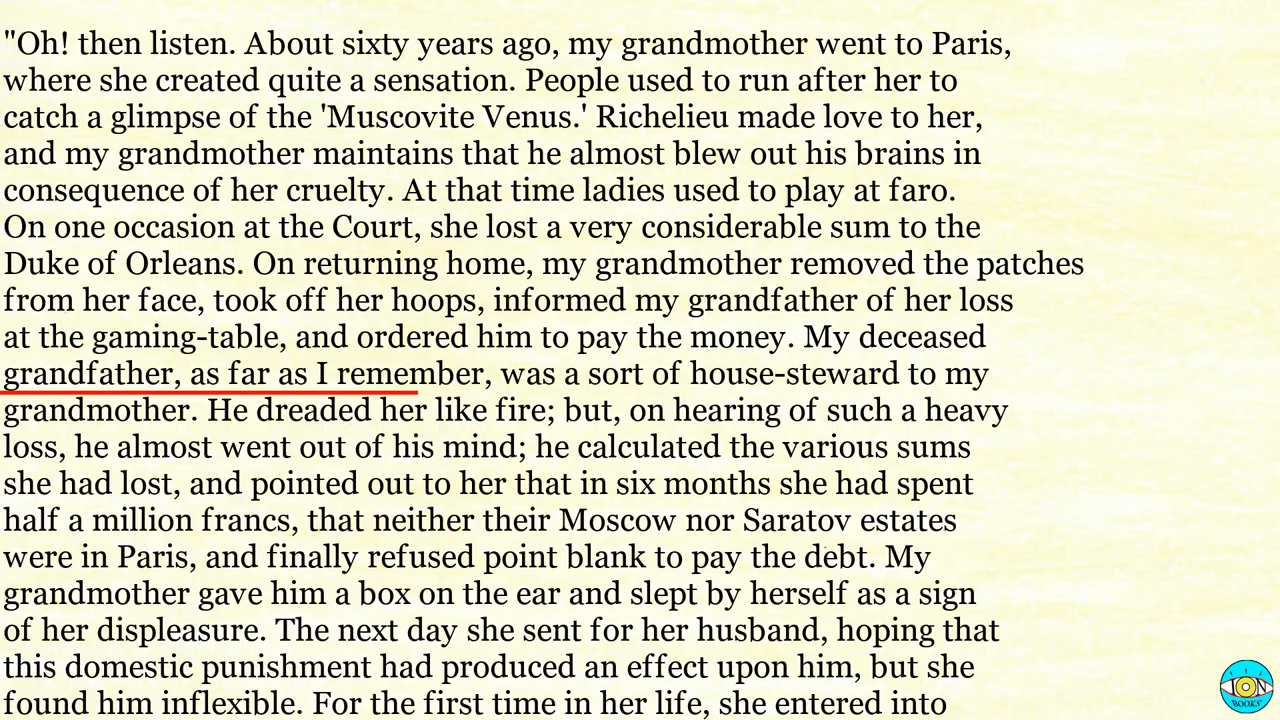 "Oh! then listen. About sixty years ago, my grandmother went to Paris,
where she created quite a sensation. People used to run after her to
catch a glimpse of the 'Muscovite Venus.' Richelieu made love to her,
and my grandmother maintains that he almost blew out his brains in
consequence of her cruelty. At that time ladies used to play at faro.
On one occasion at the Court, she lost a very considerable sum to the
Duke of Orleans. On returning home, my grandmother removed the patches
from her face, took off her hoops, informed my grandfather of her loss
at the gaming-table, and ordered him to pay the money. My deceased
grandfather, as far as I remember, was a sort of house-steward to my
grandmother. He dreaded her like fire; but, on hearing of such a heavy
loss, he almost went out of his mind; he calculated the various sums
she had lost, and pointed out to her that in six months she had spent
half a million francs, that neither their Moscow nor Saratov estates
were in Paris, and finally refused point blank to pay the debt. My
grandmother gave him a box on the ear and slept by herself as a sign
of her displeasure. The next day she sent for her husband, hoping that
this domestic punishment had produced an effect upon him, but she
found him inflexible. For the first time in her life, she entered into
ION
BOOKS